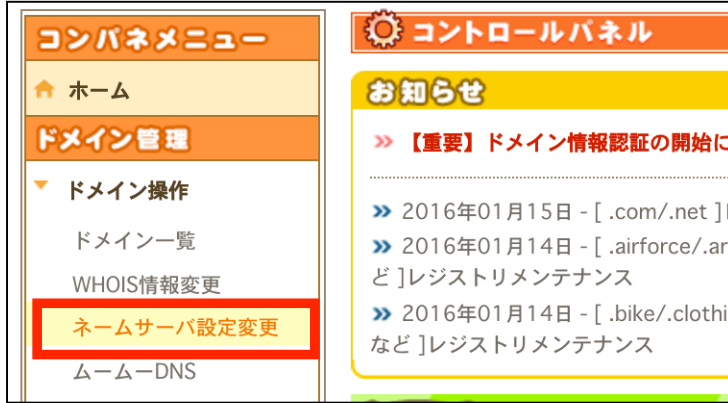 コンパネメニュー
ホーム
ドメイン管理
ドメイン操作
ドメイン一覧
WHOIS情報変更
ネームサーバ設定変更
ムームーDNS
コントロールパネル
お知らせ
【重要】ドメイン情報認証の開始に
2016年01月15日 - [ .com/.net ]
2016年01月14日 - [ .airforce/.ar
ど ]レジストリメンテナンス
2016年01月14日 - [ .bike/.clothi
など ]レジストリメンテナンス